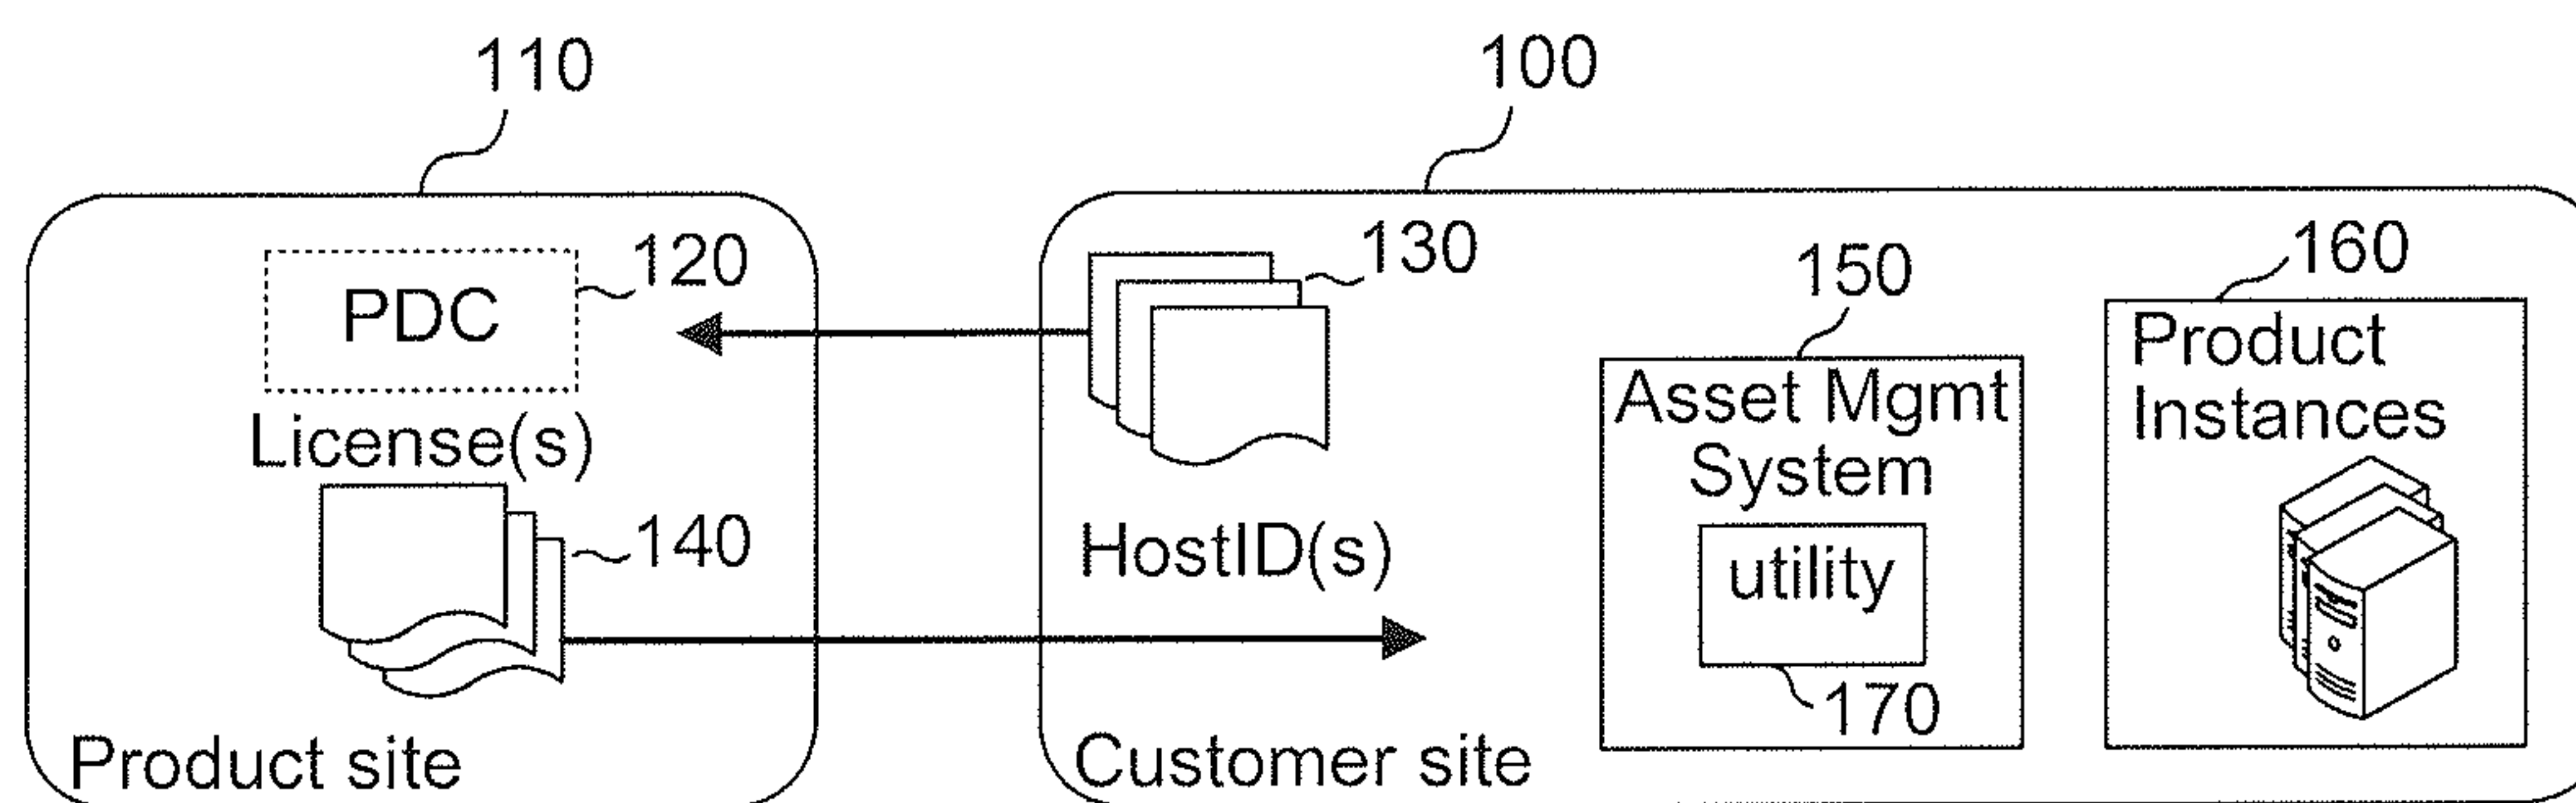 110
100
120
PDC
130
150
160
Product
Instances
Asset Mgmt
System
License(s)
140
HostID(s)
utility
170
Product site
Customer site